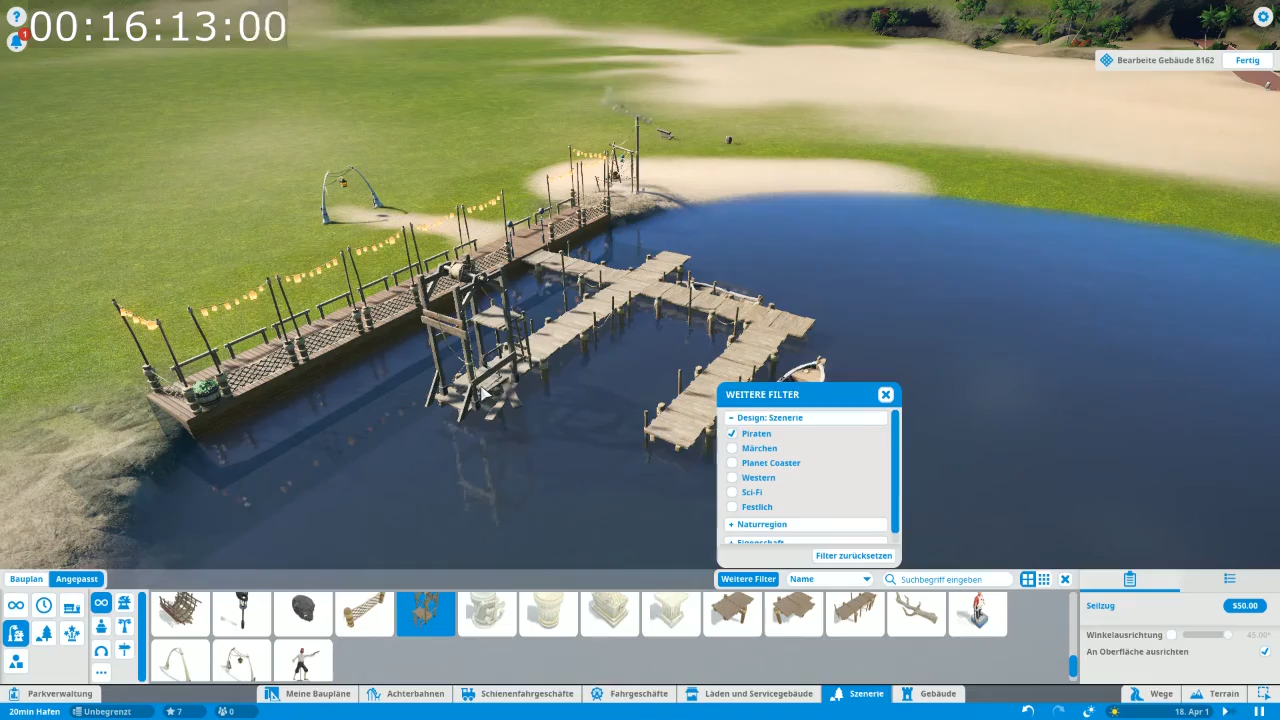 ?
00:16:13:00
1
Bearbeite Gebäude 8162
Fertig
WEITERE FILTER
- Design: Szenerie
Piraten
Märchen
Planet Coaster
Western
Sci-Fi
Festlich
+ Naturregion
+ Eigenschaft
Filter zurücksetzen
Bauplan
Angepasst
Weitere Filter
Name
Suchbegriff eingeben
Seilzug
$50.00
Winkelausrichtung
45.00°
An Oberfläche ausrichten
Parkverwaltung
Meine Baupläne
Achterbahnen
Schienenfahrgeschäfte
Fahrgeschäfte
Läden und Servicegebäude
Szenerie
Gebäude
Wege
Terrain
20min Hafen
Unbegrenzt
7
0
18. Apr 1